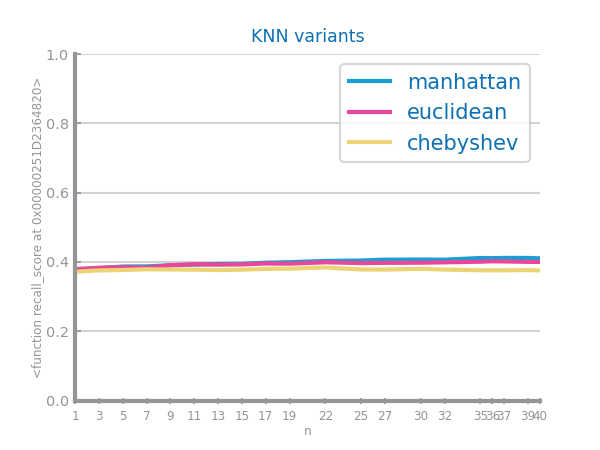 KNN variants
<function recall_score at 0x00000251D2364820>
1.0
0.8
0.6
0.4
0.2
0.0
manhattan
euclidean
chebyshev
1 3 5 7 9 11 13 15 17 19 22 25 27 30 32 35 36 37 39 40
n